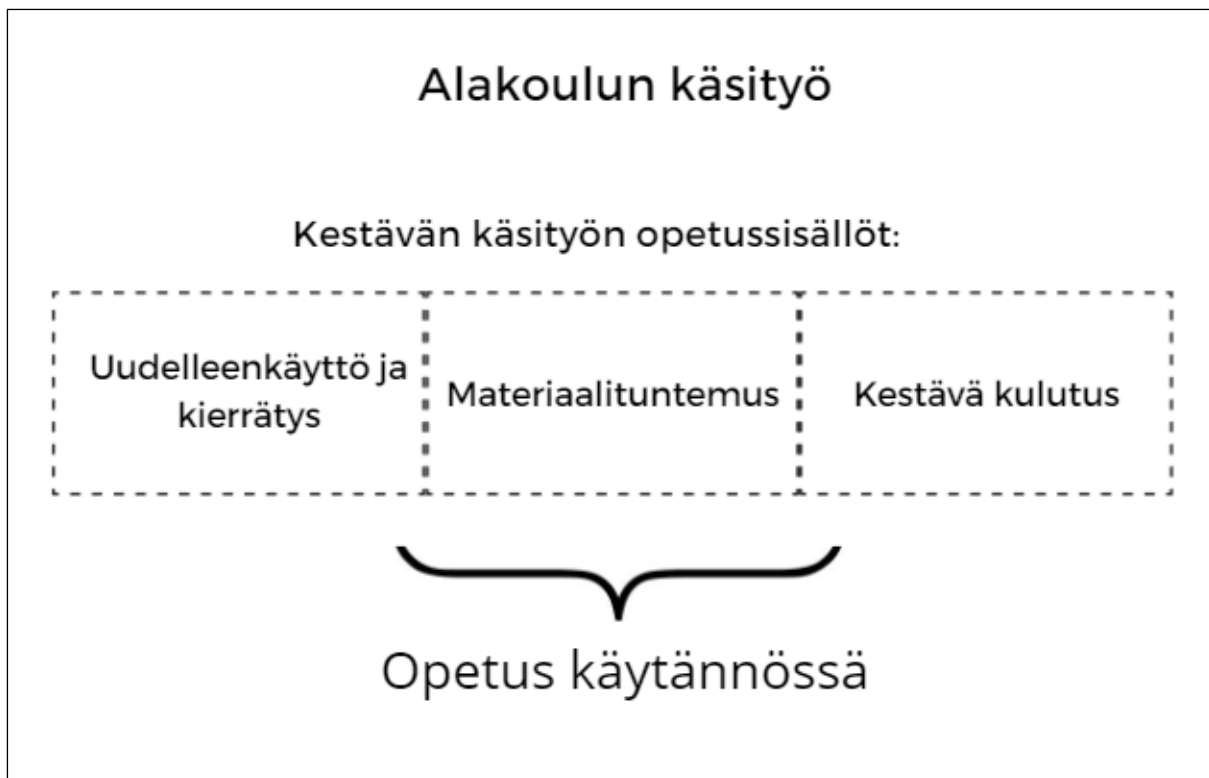 Alakoulun käsityö
Kestävän käsityön opetussisällöt:
Uudelleenkäyttö ja
kierrätys
Materiaalituntemus
Kestävä kulutus
Opetus käytännössä